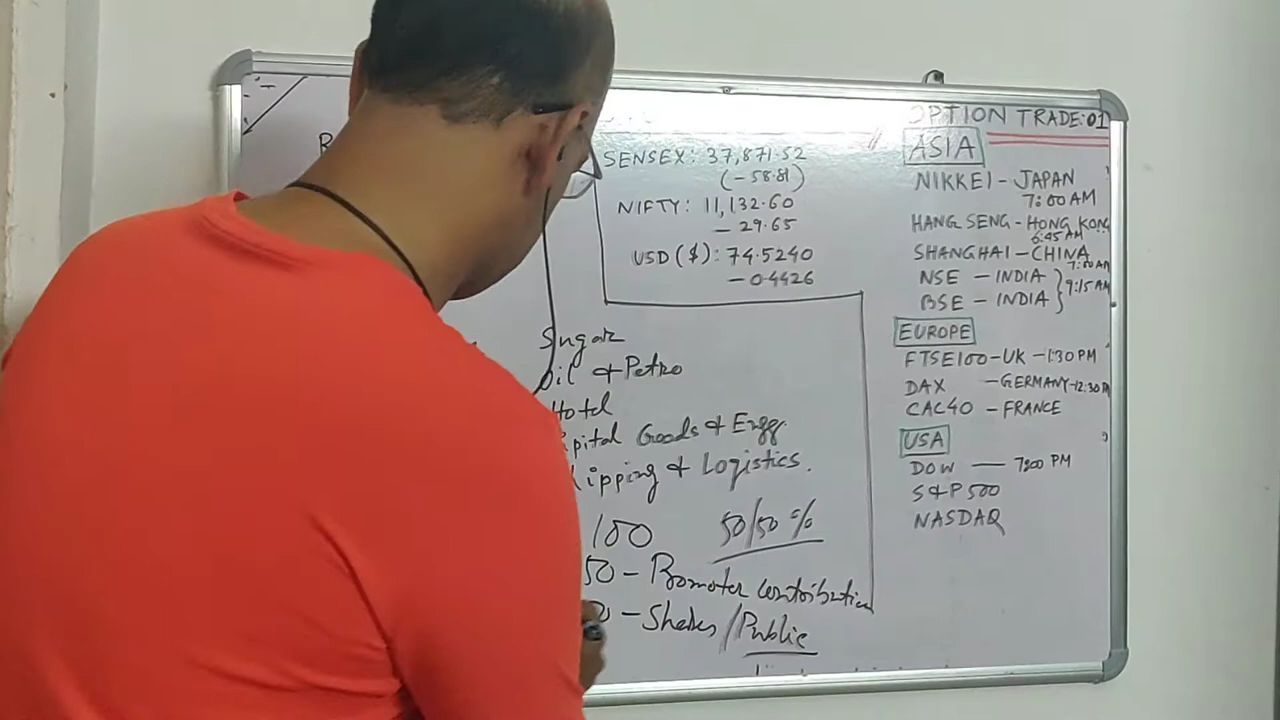 SENSEX: 37,871.52
(-58.81)
NIFTY: 11,132.60
- 29.65
USD ($): 74.5240
- 0.4426
Sugar
Oil & Petro
Hotel
pital Goods & Engg.
hipping & Logistics.
100 50/50 %
50 - Promoter contribution
- Shares / Public
OPTION TRADE:01
ASIA
NIKKEI - JAPAN
7:00 AM
HANG SENG - HONG KONG
6:45 AM
SHANGHAI - CHINA
7:00 AM
NSE - INDIA
9:15 AM
BSE - INDIA
EUROPE
FTSE100 - UK - 1:30 PM
DAX - GERMANY - 12:30 PM
CAC40 - FRANCE
USA
DOW — 7:00 PM
S&P 500
NASDAQ